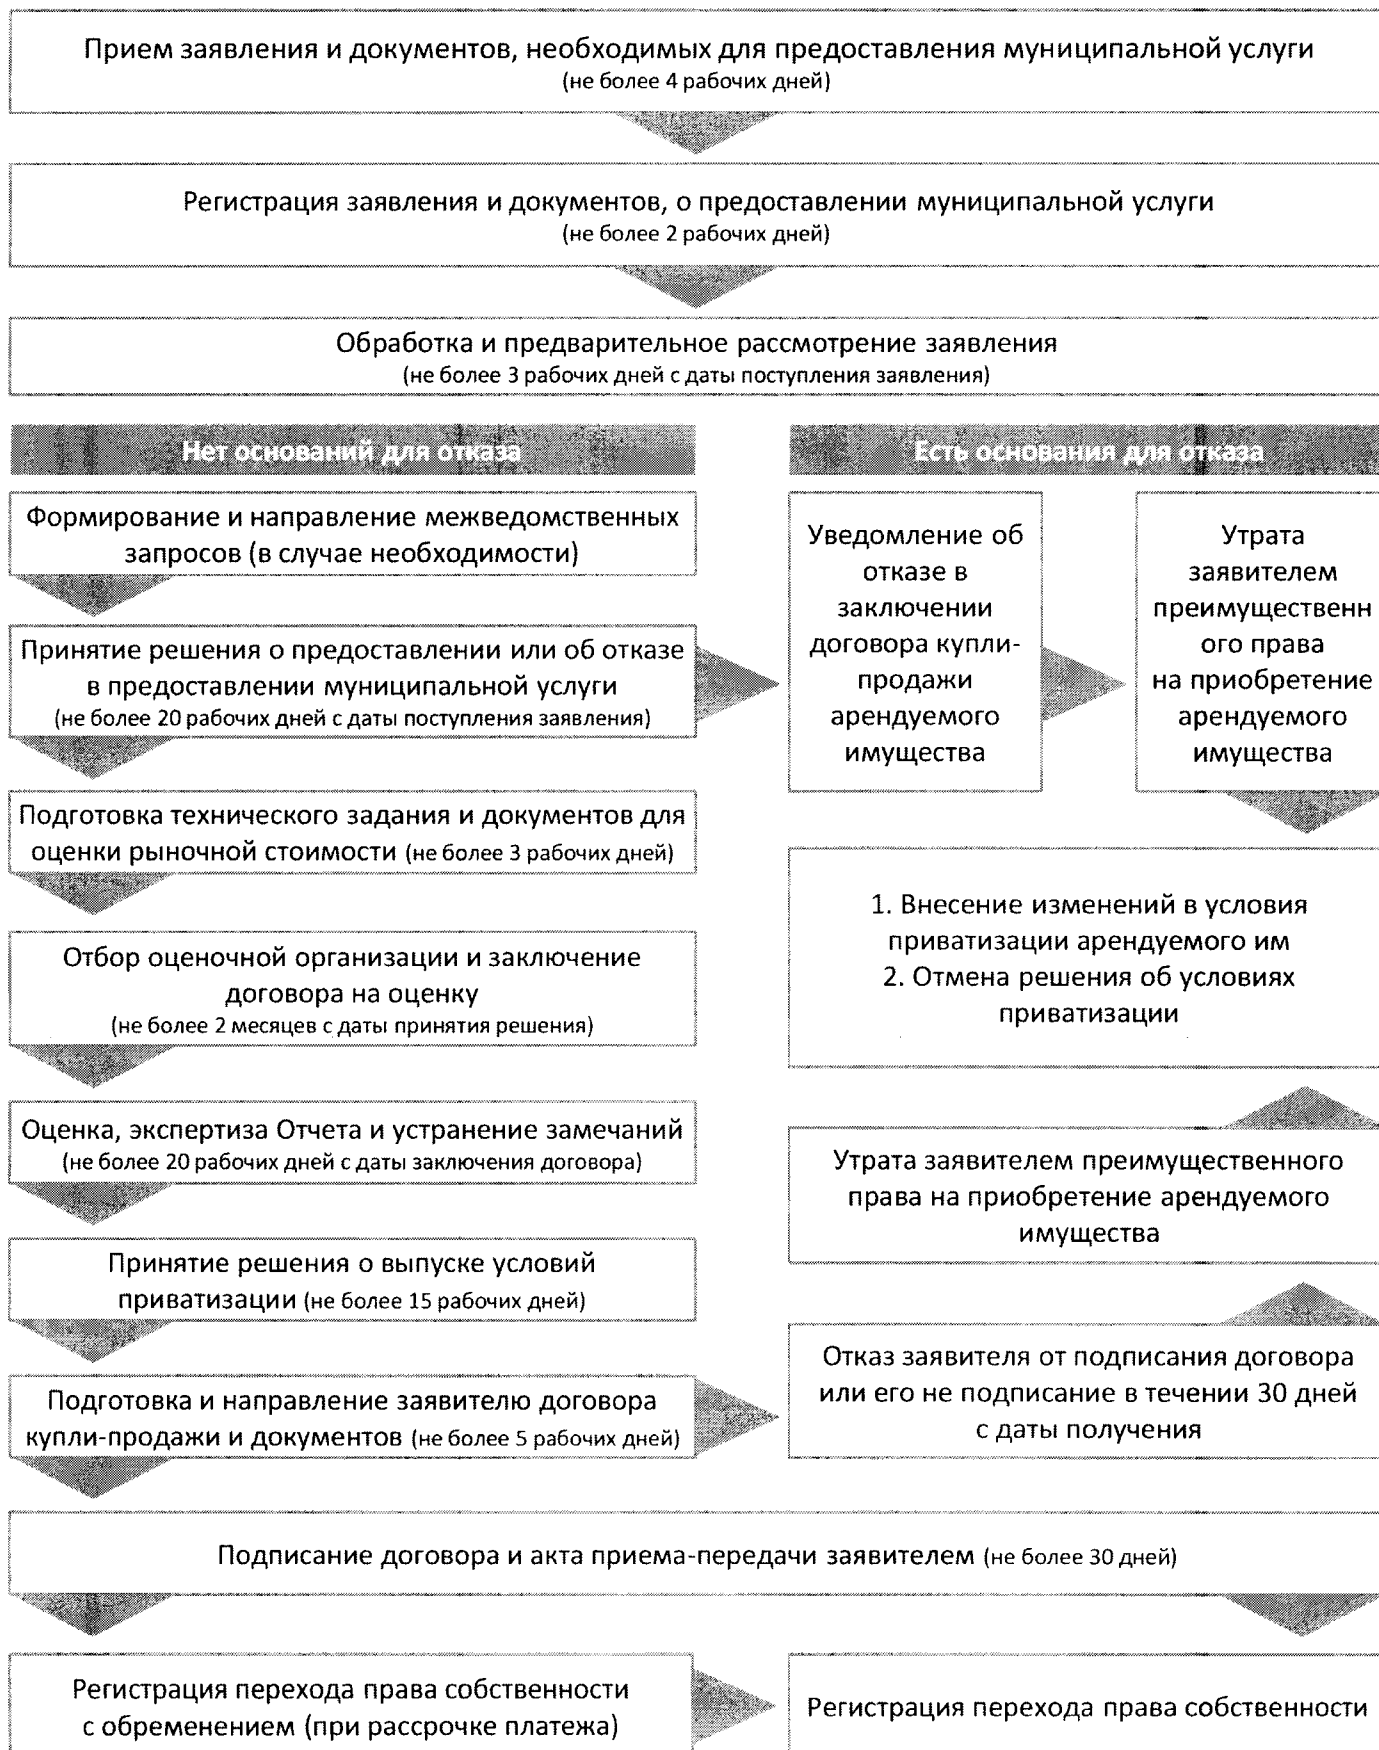 Прием заявления и документов, необходимых для предоставления муниципальной услуги
(не более 4 рабочих дней)
Регистрация заявления и документов, о предоставлении муниципальной услуги
(не более 2 рабочих дней)
Обработка и предварительное рассмотрение заявления
(не более 3 рабочих дней с даты поступления заявления)
Нет оснований для отказа
Формирование и направление межведомственных
запросов (в случае необходимости)
Принятие решения о предоставлении или об отказе
в предоставлении муниципальной услуги
(не более 20 рабочих дней с даты поступления заявления)
Подготовка технического задания и документов для
оценки рыночной стоимости (не более 3 рабочих дней)
Отбор оценочной организации и заключение
договора на оценку
(не более 2 месяцев с даты принятия решения)
Оценка, экспертиза Отчета и устранение замечаний
(не более 20 рабочих дней с даты заключения договора)
Принятие решения о выпуске условий
приватизации (не более 15 рабочих дней)
Подготовка и направление заявителю договора
купли-продажи и документов (не более 5 рабочих дней)
Есть основания для отказа
Уведомление об
отказе в
заключении
договора купли-
продажи
арендуемого
имущества
Утрата
заявителем
преимущественн
ого права
на приобретение
арендуемого
имущества
1. Внесение изменений в условия
приватизации арендуемого им
2. Отмена решения об условиях
приватизации
Утрата заявителем преимущественного
права на приобретение арендуемого
имущества
Отказ заявителя от подписания договора
или его не подписание в течении 30 дней
с даты получения
Подписание договора и акта приема-передачи заявителем (не более 30 дней)
Регистрация перехода права собственности
с обременением (при рассрочке платежа)
Регистрация перехода права собственности